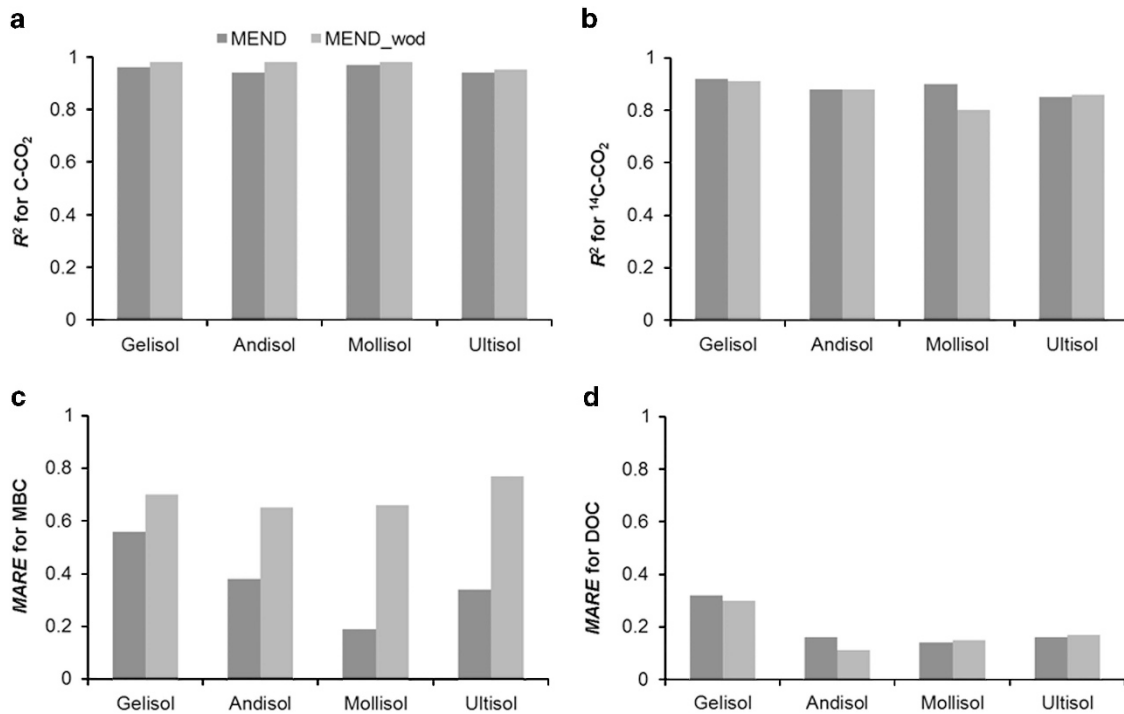 a
MEND MEND_wod
R² for C-CO₂
1
0.8
0.6
0.4
0.2
0
Gelisol Andisol Mollisol Ultisol
b
R² for ¹⁴C-CO₂
1
0.8
0.6
0.4
0.2
0
Gelisol Andisol Mollisol Ultisol
c
MARE for MBC
1
0.8
0.6
0.4
0.2
0
Gelisol Andisol Mollisol Ultisol
d
MARE for DOC
1
0.8
0.6
0.4
0.2
0
Gelisol Andisol Mollisol Ultisol